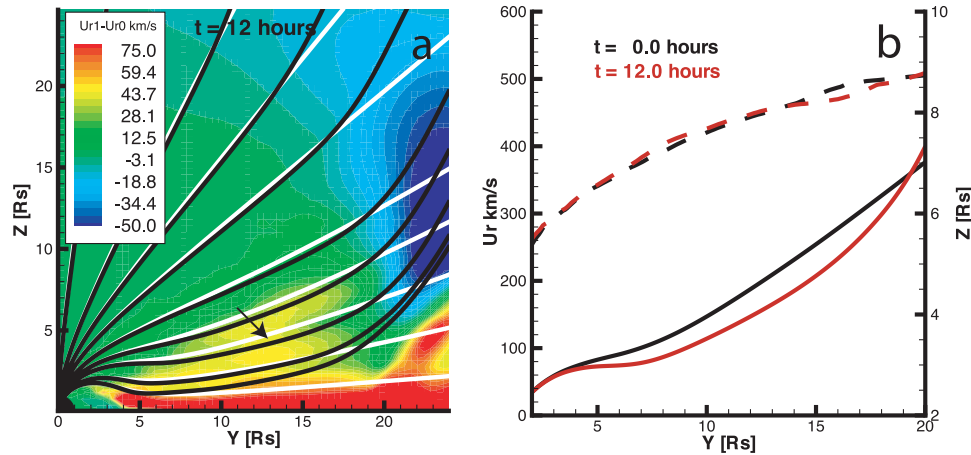 t = 12 hours
a
Ur1-Ur0 km/s
75.0
59.4
43.7
28.1
12.5
-3.1
-18.8
-34.4
-50.0
20
15
10
5
Z [Rs]
0 5 10 15 20
Y [Rs]
b
t = 0.0 hours
t = 12.0 hours
600
500
400
300
200
100
0
Ur km/s
10
8
6
4
2
Z [Rs]
5 10 15 20
Y [Rs]